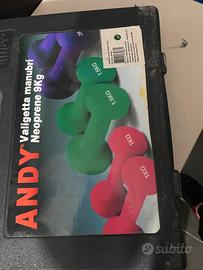 ANDY®
Valigetta manubri
Neoprene 9Kg
1.5KG
1.5KG
1KG
1KG
subito